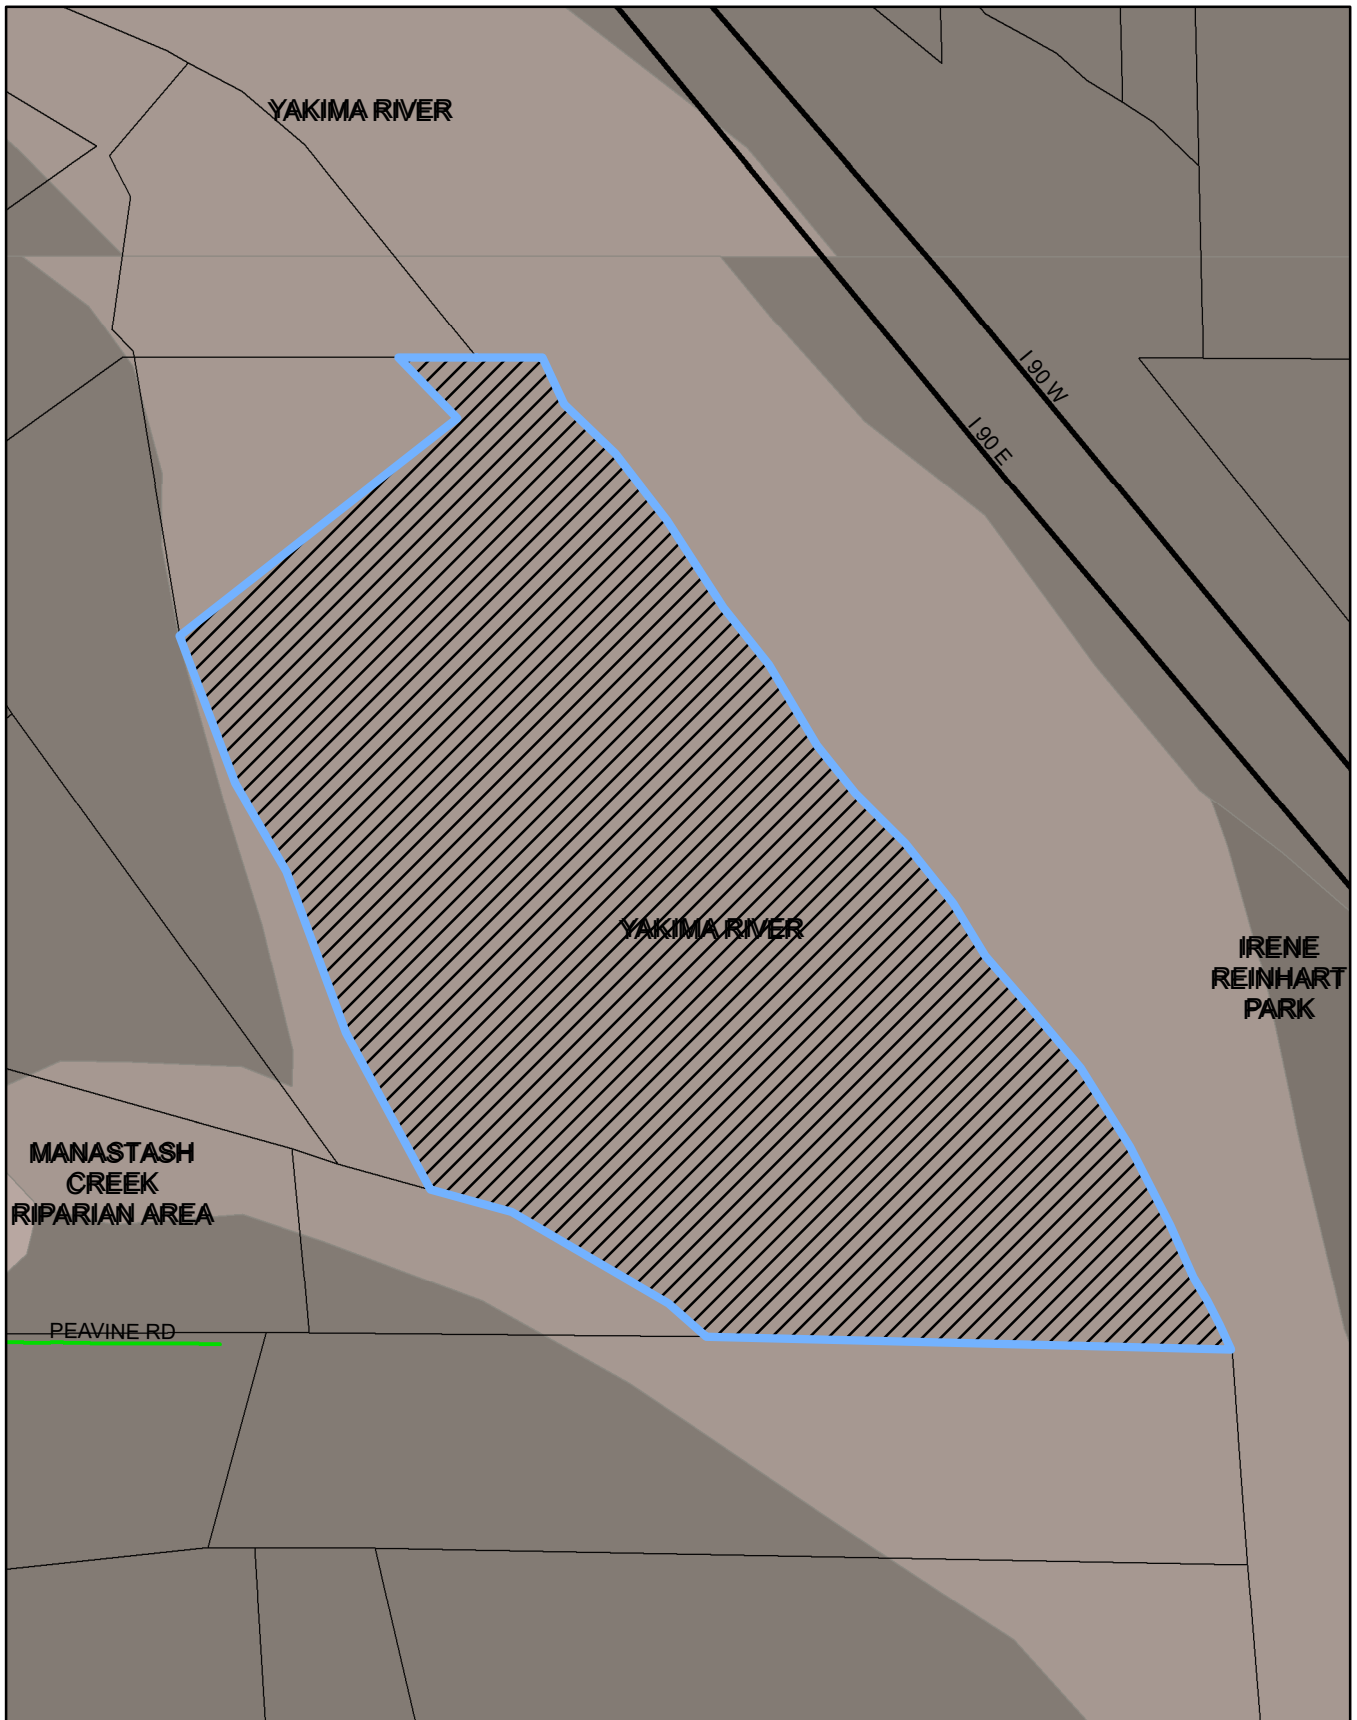 YAKIMA RIVER
I 90 W
I 90 E
YAKIMA RIVER
IRENE
REINHART
PARK
MANASTASH
CREEK
RIPARIAN AREA
PEAVINE RD